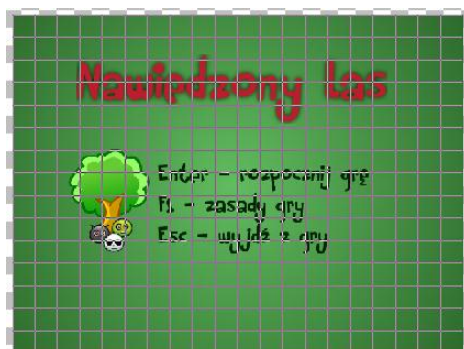 Nawiedzony Las
Enter - rozpocznij grę
F1 - zasady gry
Esc - wyjdź z gry